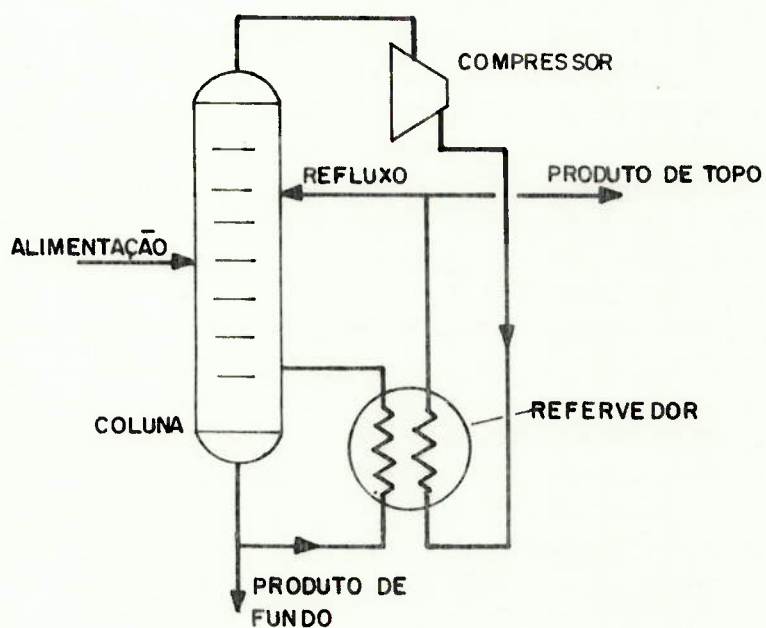 COMPRESSOR
REFLUXO
PRODUTO DE TOPO
ALIMENTAÇÃO
REFERVEDOR
COLUNA
PRODUTO DE
FUNDO